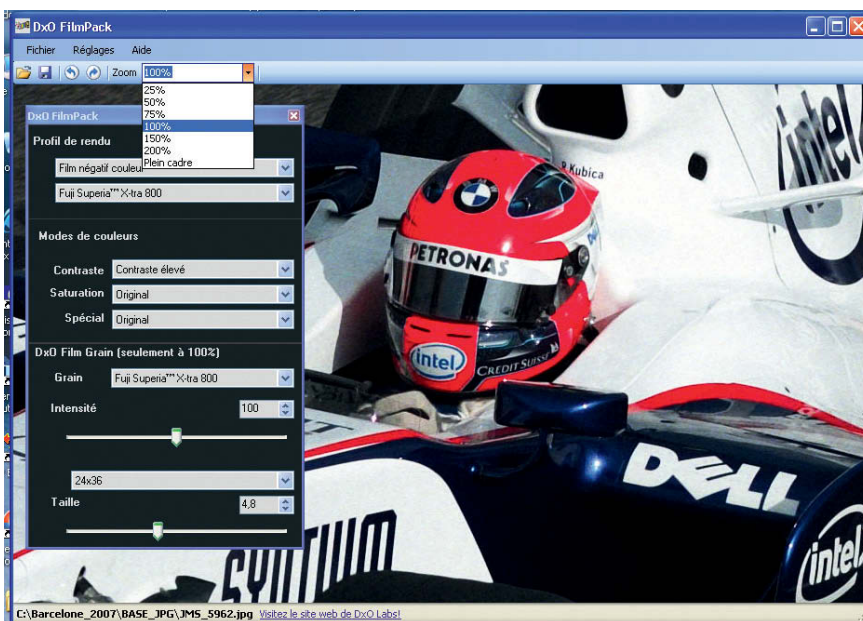 DxO FilmPack
Fichier Réglages Aide
Zoom 100%
25%
50%
75%
100%
150%
200%
Plein cadre
DxO FilmPack
Profil de rendu
Film négatif couleur
Fuji Superia™ X-tra 800
Modes de couleurs
Contraste Contraste élevé
Saturation Original
Spécial Original
DxO Film Grain (seulement à 100%)
Grain Fuji Superia™ X-tra 800
Intensité 100
24x36
Taille 4,8
R.Kubica
PETRONAS
intel
CREDIT SUISSE
DELL
intel
intel
SYNTIUM
C:\Barcelone_2007\BASE_JPG\JMS_5962.jpg Visitez le site web de DxO Labs!